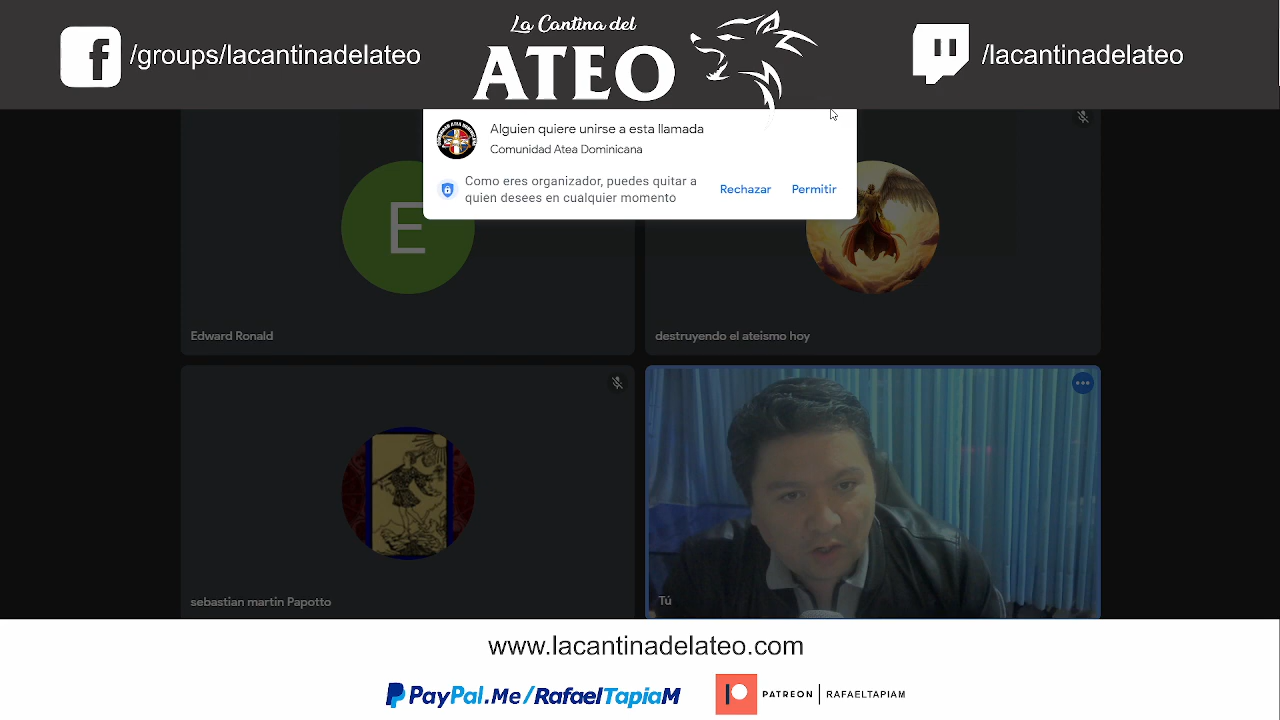 /groups/lacantinadelateo
La Cantina del
ATEO
/lacantinadelateo
Alguien quiere unirse a esta llamada
Comunidad Atea Dominicana
Como eres organizador, puedes quitar a
quien desees en cualquier momento
Rechazar
Permitir
E
Edward Ronald
destruyendo el ateismo hoy
sebastian martin Papotto
Tú
www.lacantinadelateo.com
PayPal.Me/RafaelTapiaM
PATREON | RAFAELTAPIAM